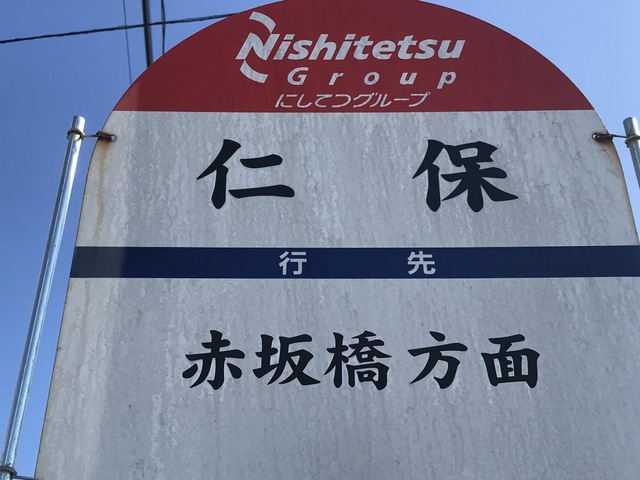 Nishitetsu
Group
にしてつグループ
仁保
行先
赤坂橋方面